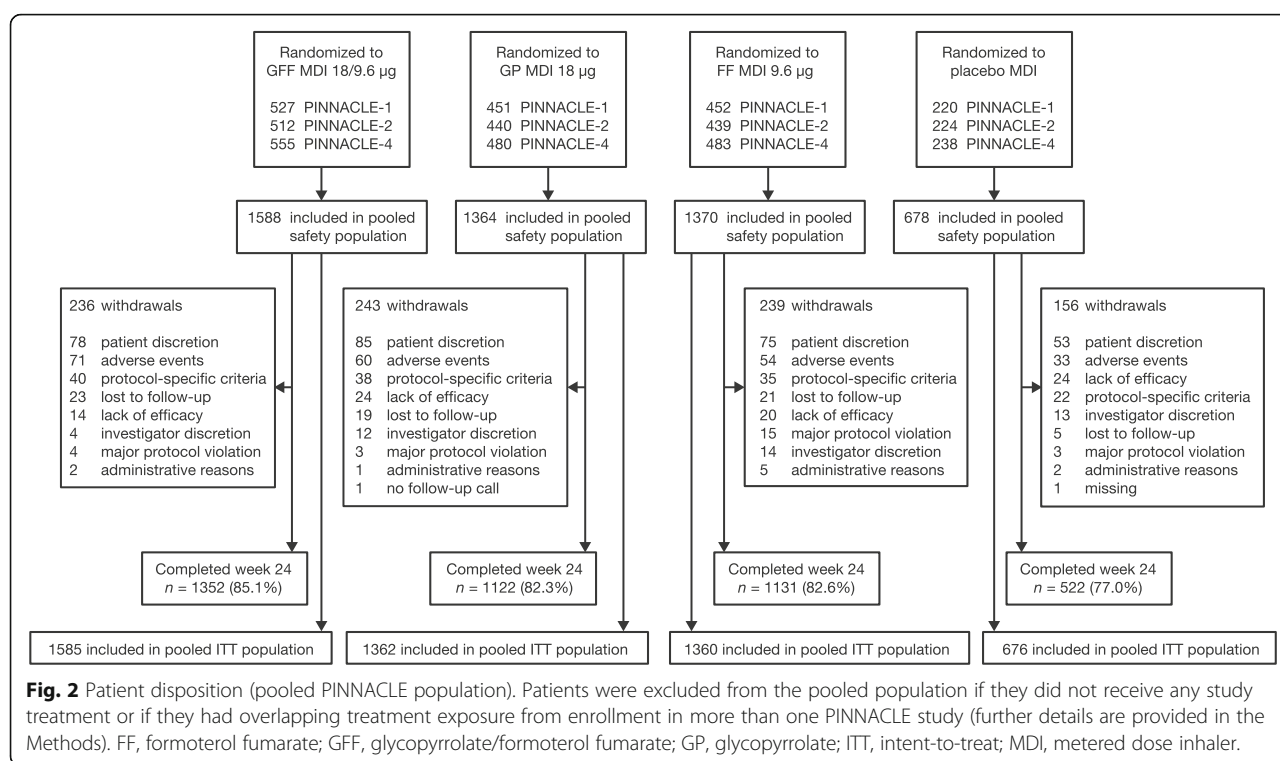 Randomized to
GFF MDI 18/9.6 µg
527 PINNACLE-1
512 PINNACLE-2
555 PINNACLE-4
Randomized to
GP MDI 18 µg
451 PINNACLE-1
440 PINNACLE-2
480 PINNACLE-4
Randomized to
FF MDI 9.6 µg
452 PINNACLE-1
439 PINNACLE-2
483 PINNACLE-4
Randomized to
placebo MDI
220 PINNACLE-1
224 PINNACLE-2
238 PINNACLE-4
1588 included in pooled
safety population
1364 included in pooled
safety population
1370 included in pooled
safety population
678 included in pooled
safety population
236 withdrawals
78 patient discretion
71 adverse events
40 protocol-specific criteria
23 lost to follow-up
14 lack of efficacy
4 investigator discretion
4 major protocol violation
2 administrative reasons
243 withdrawals
85 patient discretion
60 adverse events
38 protocol-specific criteria
24 lack of efficacy
19 lost to follow-up
12 investigator discretion
3 major protocol violation
1 administrative reasons
1 no follow-up call
239 withdrawals
75 patient discretion
54 adverse events
35 protocol-specific criteria
21 lost to follow-up
20 lack of efficacy
15 major protocol violation
14 investigator discretion
5 administrative reasons
156 withdrawals
53 patient discretion
33 adverse events
24 lack of efficacy
22 protocol-specific criteria
13 investigator discretion
5 lost to follow-up
3 major protocol violation
2 administrative reasons
1 missing
Completed week 24
n = 1352 (85.1%)
Completed week 24
n = 1122 (82.3%)
Completed week 24
n = 1131 (82.6%)
Completed week 24
n = 522 (77.0%)
1585 included in pooled ITT population
1362 included in pooled ITT population
1360 included in pooled ITT population
676 included in pooled ITT population
Fig. 2 Patient disposition (pooled PINNACLE population). Patients were excluded from the pooled population if they did not receive any study
treatment or if they had overlapping treatment exposure from enrollment in more than one PINNACLE study (further details are provided in the
Methods). FF, formoterol fumarate; GFF, glycopyrrolate/formoterol fumarate; GP, glycopyrrolate; ITT, intent-to-treat; MDI, metered dose inhaler.